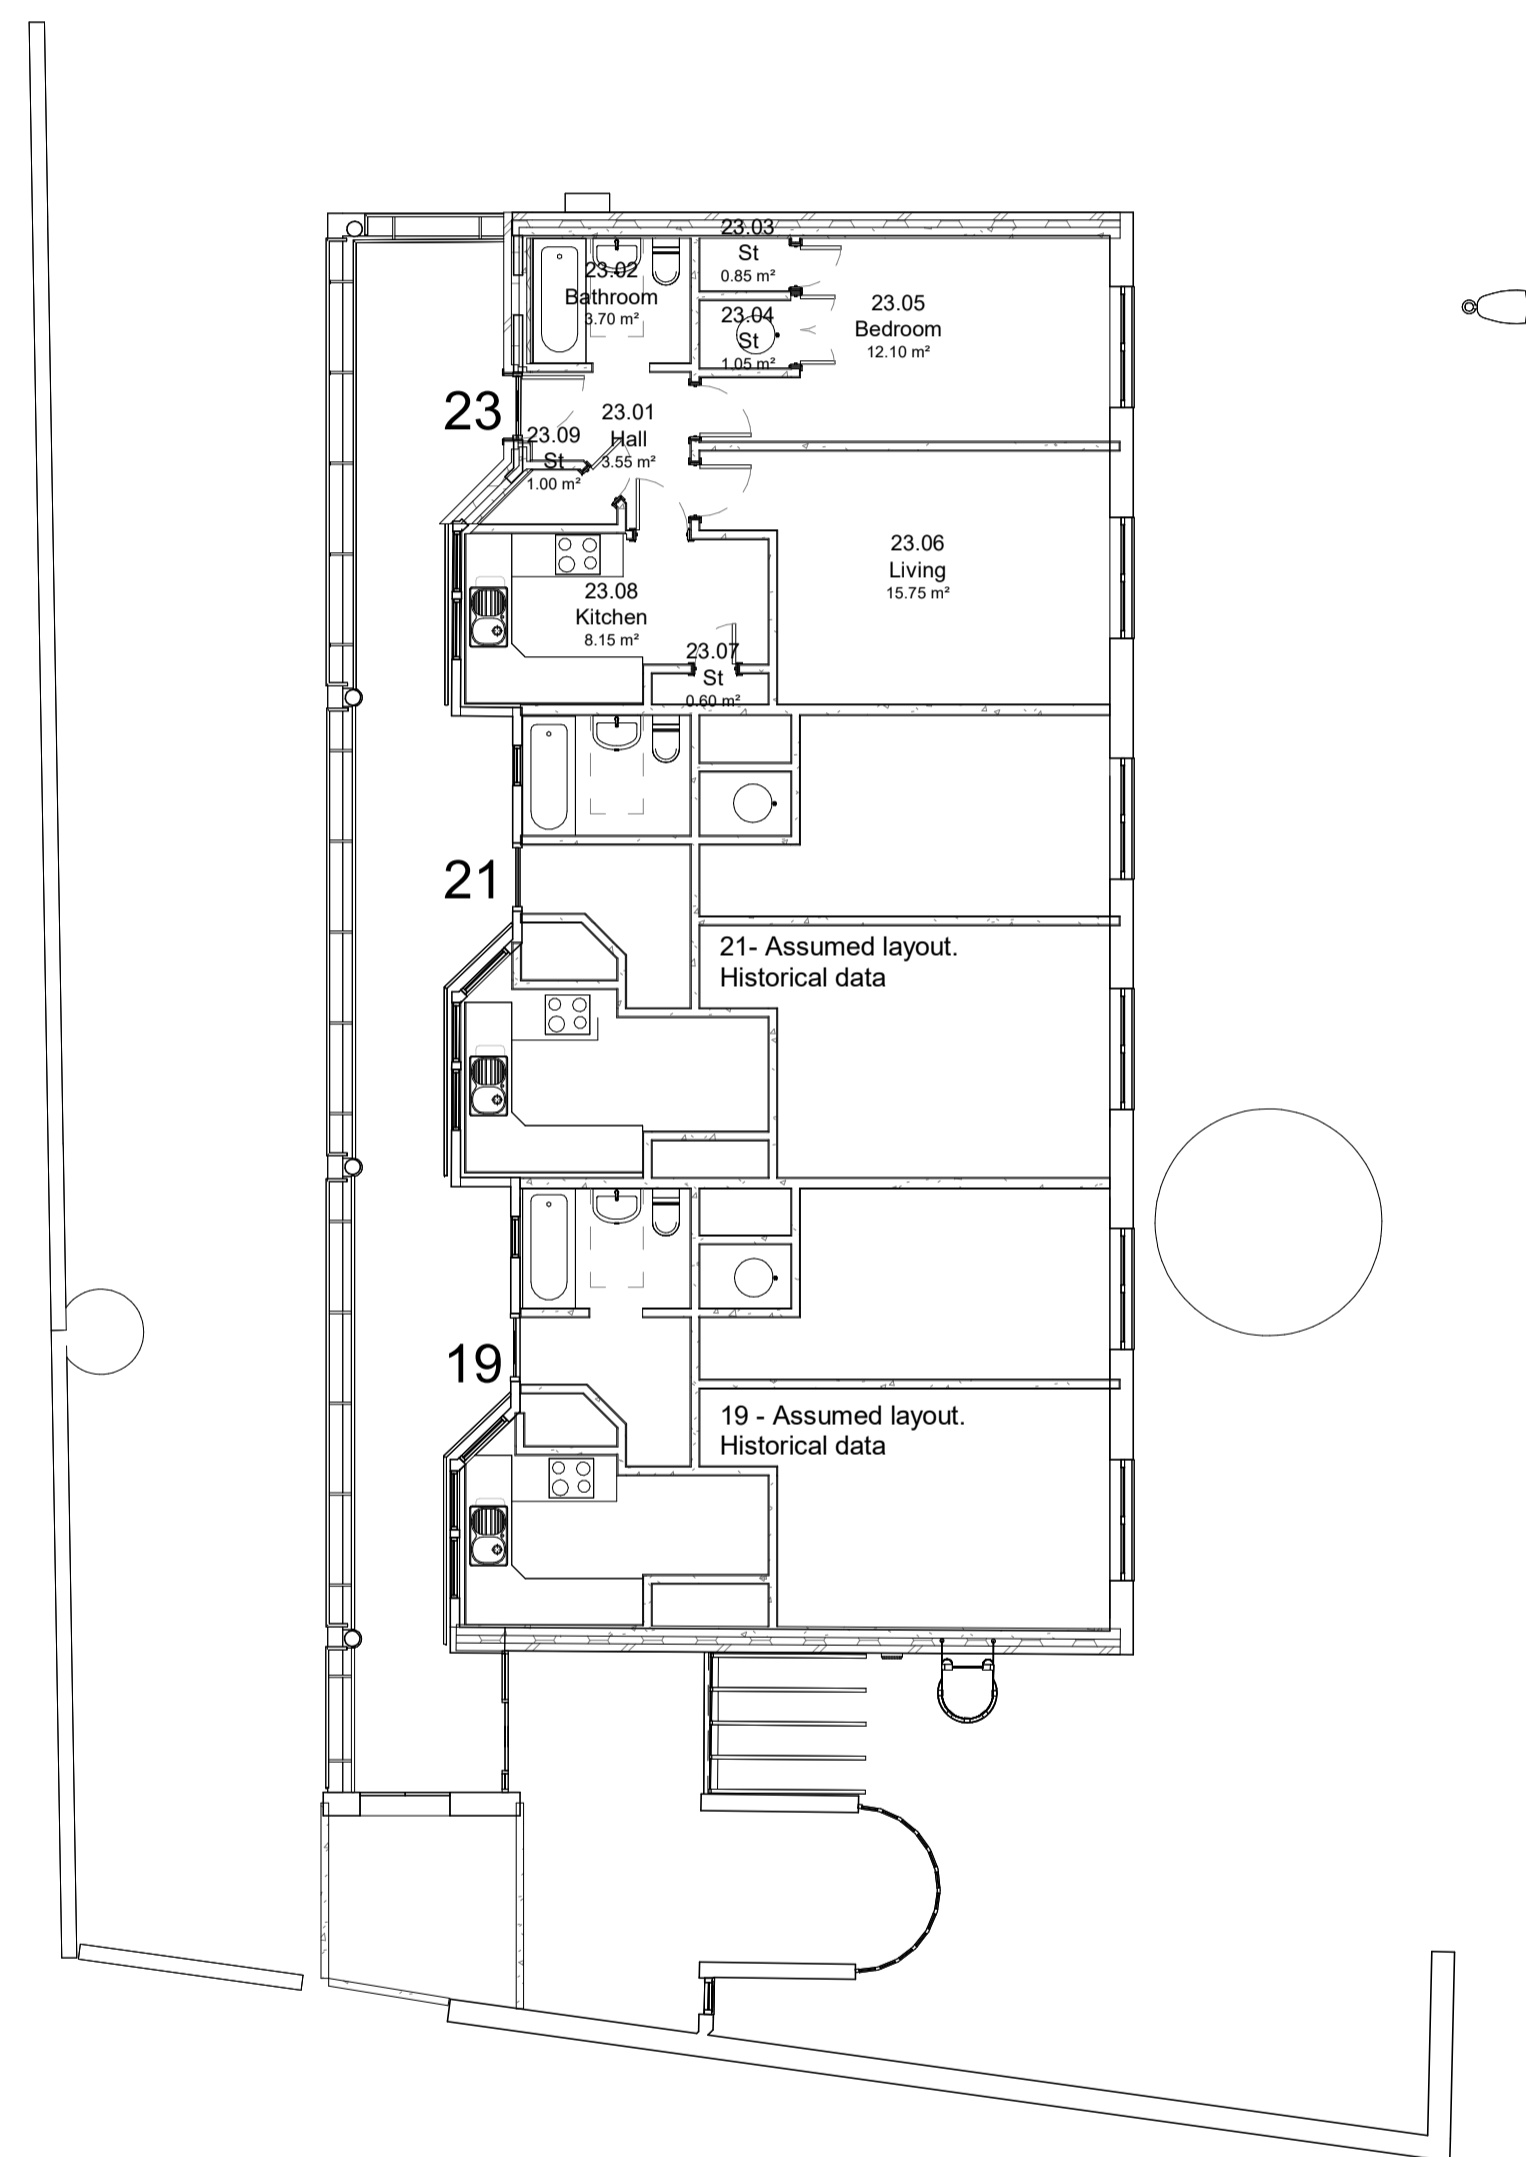 23.03
St
0.85 m²
23.02
Bathroom
3.70 m²
23.04
St
1.05 m²
23.05
Bedroom
12.10 m²
23
23.01
Hall
3.55 m²
23.09
St
1.00 m²
23.06
Living
15.75 m²
23.08
Kitchen
8.15 m²
23.07
St
0.60 m²
21
21- Assumed layout.
Historical data
19
19 - Assumed layout.
Historical data